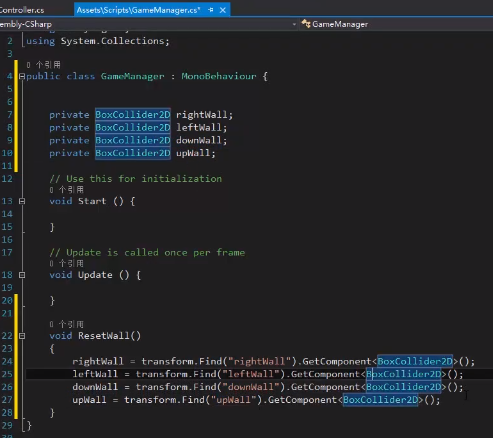 Controller.cs
Assets\Scripts\GameManager.cs*
embly-CSharp
GameManager
2 using System.Collections;
3
个引用
4 public class GameManager : MonoBehaviour {
5
6
7 private BoxCollider2D rightWall;
8 private BoxCollider2D leftWall;
9 private BoxCollider2D downWall;
10 private BoxCollider2D upWall;
11
12 // Use this for initialization
0 个引用
13 void Start () {
14
15 }
16
17 // Update is called once per frame
0 个引用
18 void Update () {
19
20 }
21
0 个引用
22 void ResetWall()
23 {
24 rightWall = transform.Find("rightWall").GetComponent<BoxCollider2D>();
25 leftWall = transform.Find("leftWall").GetComponent<BoxCollider2D>();
26 downWall = transform.Find("downWall").GetComponent<BoxCollider2D>();
27 upWall = transform.Find("upWall").GetComponent<BoxCollider2D>();
28 }
29 }